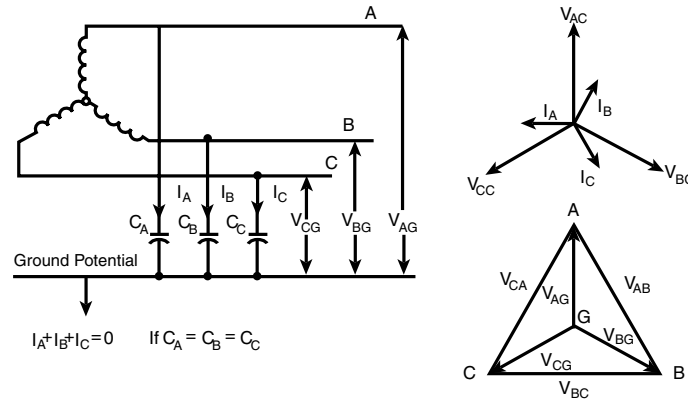 A
B
C
I_A
I_B
I_C
C_A
C_B
C_C
V_CG
V_BG
V_AG
Ground Potential
I_A+I_B+I_C=0
If C_A = C_B = C_C
V_AC
I_A
I_B
V_CC
I_C
V_BC
A
V_CA
V_AG
V_AB
G
V_BG
V_CG
C
B
V_BC